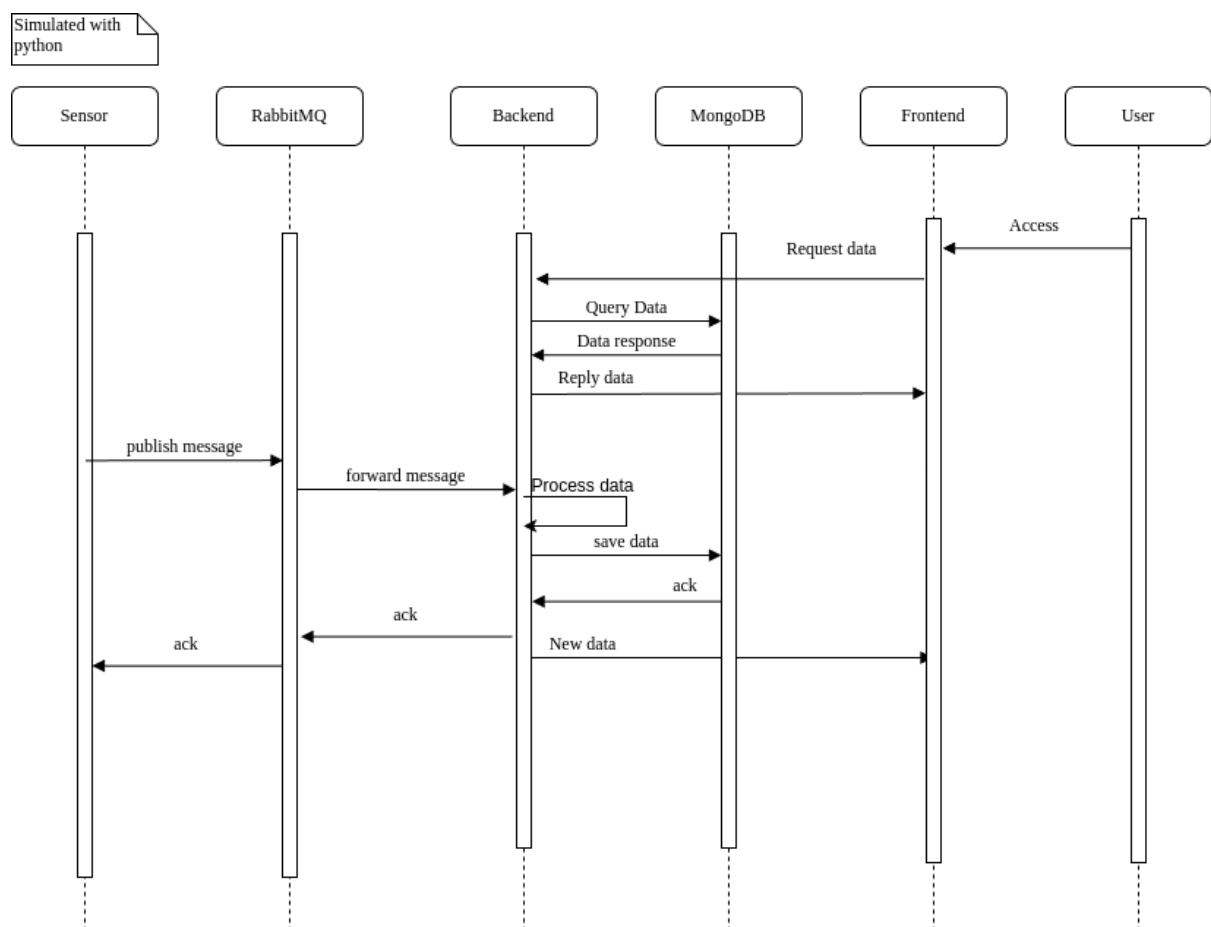 Simulated with
python
Sensor
RabbitMQ
Backend
MongoDB
Frontend
User
Access
Request data
Query Data
Data response
Reply data
publish message
forward message
Process data
save data
ack
ack
ack
New data